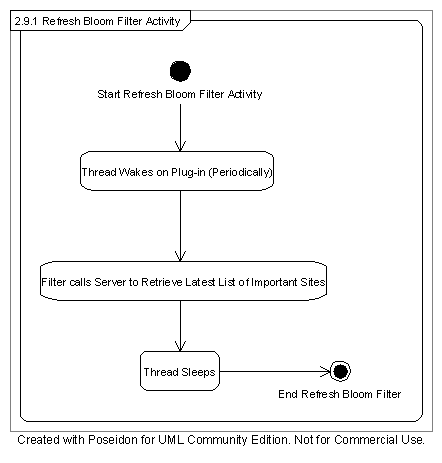 2.9.1 Refresh Bloom Filter Activity
Start Refresh Bloom Filter Activity
Thread Wakes on Plug-in (Periodically)
Filter calls Server to Retrieve Latest List of Important Sites
Thread Sleeps
End Refresh Bloom Filter
Created with Poseidon for UML Community Edition. Not for Commercial Use.